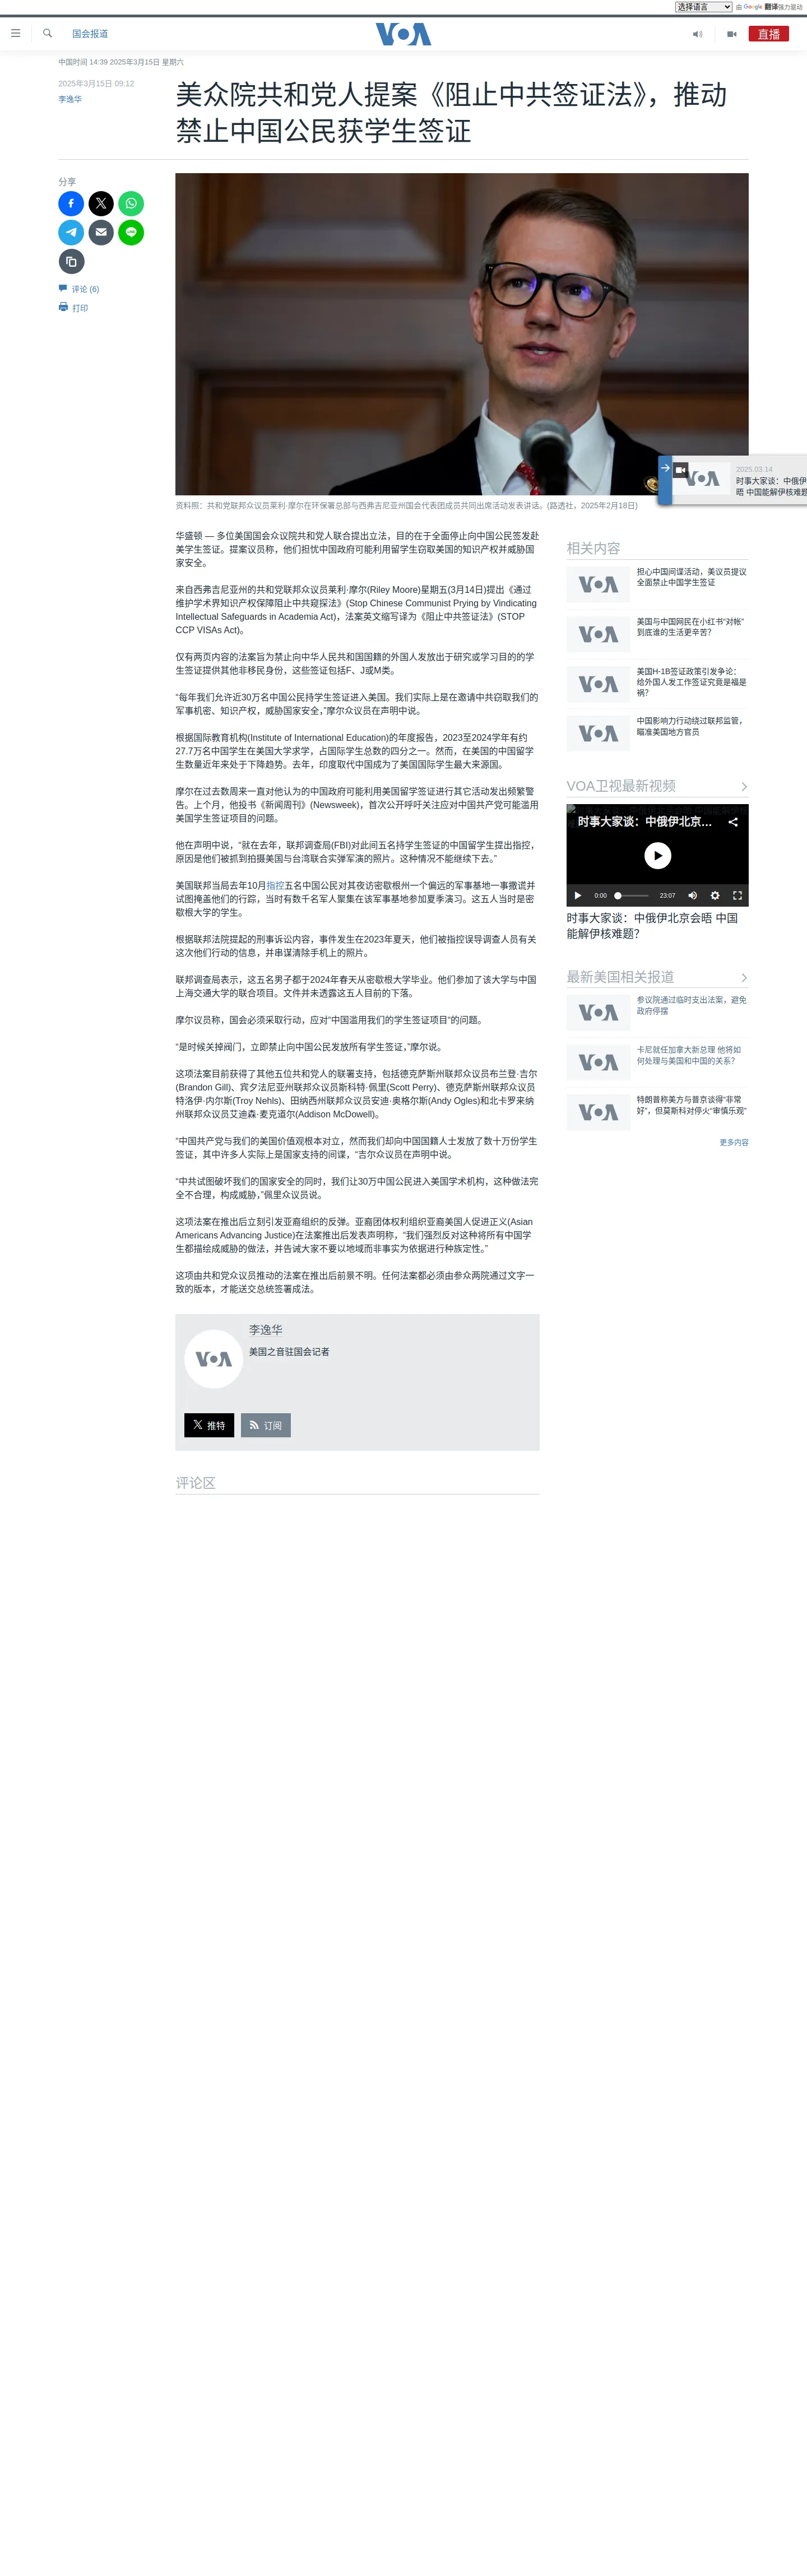 选择语言
由 Google 翻译强力驱动
国会报道
VOA
直播
中国时间 14:39 2025年3月15日 星期六
2025年3月15日 09:12
李逸华
美众院共和党人提案《阻止中共签证法》，推动
禁止中国公民获学生签证
分享
评论 (6)
打印
资料照：共和党联邦众议员莱利·摩尔在环保署总部与西弗吉尼亚州国会代表团成员共同出席活动发表讲话。(路透社，2025年2月18日)
2025.03.14
时事大家谈：中俄伊
晤 中国能解伊核难题
华盛顿 — 多位美国国会众议院共和党人联合提出立法，目的在于全面停止向中国公民签发赴
美学生签证。提案议员称，他们担忧中国政府可能利用留学生窃取美国的知识产权并威胁国
家安全。
来自西弗吉尼亚州的共和党联邦众议员莱利·摩尔(Riley Moore)星期五(3月14日)提出《通过
维护学术界知识产权保障阻止中共窥探法》(Stop Chinese Communist Prying by Vindicating
Intellectual Safeguards in Academia Act)，法案英文缩写译为《阻止中共签证法》(STOP
CCP VISAs Act)。
仅有两页内容的法案旨为禁止向中华人民共和国国籍的外国人发放出于研究或学习目的的学
生签证提供其他非移民身份，这些签证包括F、J或M类。
“每年我们允许近30万名中国公民持学生签证进入美国。我们实际上是在邀请中共窃取我们的
军事机密、知识产权，威胁国家安全，”摩尔众议员在声明中说。
根据国际教育机构(Institute of International Education)的年度报告，2023至2024学年有约
27.7万名中国学生在美国大学求学，占国际学生总数的四分之一。然而，在美国的中国留学
生数量近年来处于下降趋势。去年，印度取代中国成为了美国国际学生最大来源国。
摩尔在过去数周来一直对他认为的中国政府可能利用美国留学签证进行其它活动发出频繁警
告。上个月，他投书《新闻周刊》(Newsweek)，首次公开呼吁关注应对中国共产党可能滥用
美国学生签证项目的问题。
他在声明中说，“就在去年，联邦调查局(FBI)对此间五名持学生签证的中国留学生提出指控，
原因是他们被抓到拍摄美国与台湾联合实弹军演的照片。这种情况不能继续下去。”
美国联邦当局去年10月指控五名中国公民对其夜访密歇根州一个偏远的军事基地一事撒谎并
试图掩盖他们的行踪，当时有数千名军人聚集在该军事基地参加夏季演习。这五人当时是密
歇根大学的学生。
根据联邦法院提起的刑事诉讼内容，事件发生在2023年夏天，他们被指控误导调查人员有关
这次他们行动的信息，并串谋清除手机上的照片。
联邦调查局表示，这五名男子都于2024年春天从密歇根大学毕业。他们参加了该大学与中国
上海交通大学的联合项目。文件并未透露这五人目前的下落。
摩尔议员称，国会必须采取行动，应对“中国滥用我们的学生签证项目”的问题。
“是时候关掉阀门，立即禁止向中国公民发放所有学生签证，”摩尔说。
这项法案目前获得了其他五位共和党人的联署支持，包括德克萨斯州联邦众议员布兰登·吉尔
(Brandon Gill)、宾夕法尼亚州联邦众议员斯科特·佩里(Scott Perry)、德克萨斯州联邦众议员
特洛伊·内尔斯(Troy Nehls)、田纳西州联邦众议员安迪·奥格尔斯(Andy Ogles)和北卡罗来纳
州联邦众议员艾迪森·麦克道尔(Addison McDowell)。
“中国共产党与我们的美国价值观根本对立，然而我们却向中国国籍人士发放了数十万份学生
签证，其中许多人实际上是国家支持的间谍，”吉尔众议员在声明中说。
“中共试图破坏我们的国家安全的同时，我们让30万中国公民进入美国学术机构，这种做法完
全不合理，构成威胁，”佩里众议员说。
这项法案在推出后立刻引发亚裔组织的反弹。亚裔团体权利组织亚裔美国人促进正义(Asian
Americans Advancing Justice)在法案推出后发表声明称，“我们强烈反对这种将所有中国学
生都描绘成威胁的做法，并告诫大家不要以地域而非事实为依据进行种族定性。”
这项由共和党众议员推动的法案在推出后前景不明。任何法案都必须由参众两院通过文字一
致的版本，才能送交总统签署成法。
李逸华
VOA
美国之音驻国会记者
推特
订阅
评论区
相关内容
担心中国间谍活动，美议员提议
全面禁止中国学生签证
美国与中国网民在小红书“对帐”
到底谁的生活更辛苦？
美国H-1B签证政策引发争论：
给外国人发工作签证究竟是福是
祸？
中国影响力行动绕过联邦监管，
瞄准美国地方官员
VOA卫视最新视频
时事大家谈：中俄伊北京…
0:00
23:07
时事大家谈：中俄伊北京会晤 中国
能解伊核难题？
最新美国相关报道
参议院通过临时支出法案，避免
政府停摆
卡尼就任加拿大新总理 他将如
何处理与美国和中国的关系？
特朗普称美方与普京谈得“非常
好”，但莫斯科对停火“审慎乐观”
更多内容